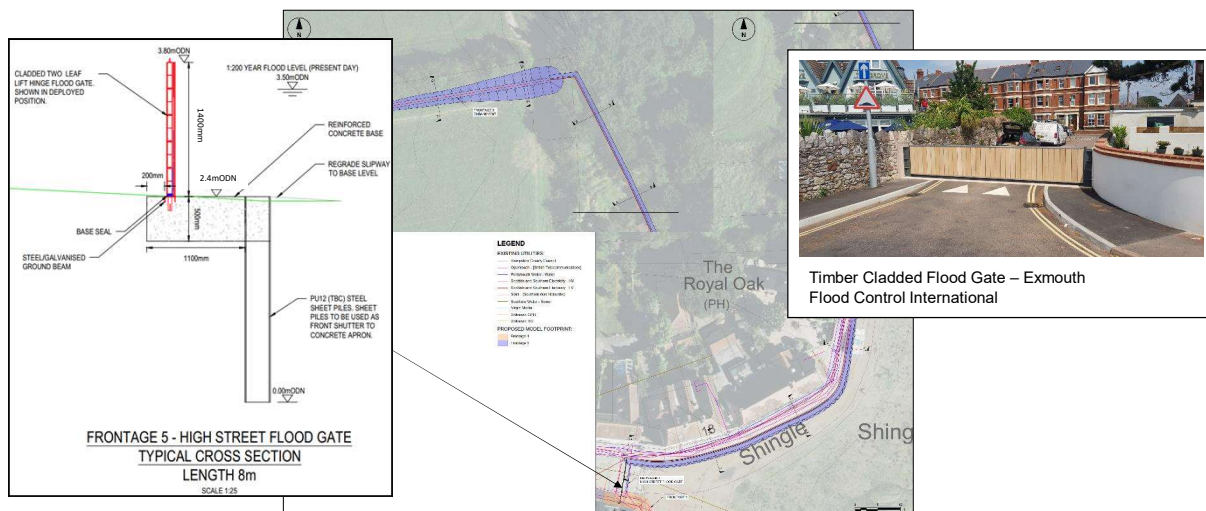 3.80mODN
CLADDED TWO LEAF
LIFT HINGE FLOOD GATE.
SHOWN IN DEPLOYED
POSITION.
1:200 YEAR FLOOD LEVEL (PRESENT DAY)
3.50mODN
1400mm
REINFORCED
CONCRETE BASE
REGRADE SLIPWAY
TO BASE LEVEL
200mm
2.4mODN
500mm
BASE SEAL
STEEL/GALVANISED
GROUND BEAM
1100mm
PU12 (TBC) STEEL
SHEET PILES. SHEET
PILES TO BE USED AS
FRONT SHUTTER TO
CONCRETE APRON.
0.00mODN
FRONTAGE 5 - HIGH STREET FLOOD GATE
TYPICAL CROSS SECTION
LENGTH 8m
SCALE 1:25
N
N
LEGEND
EXISTING UTILITIES
PROPOSED MODEL FOOTPRINT:
The
Royal Oak
(PH)
18
Shingle
Shing
Timber Cladded Flood Gate – Exmouth
Flood Control International